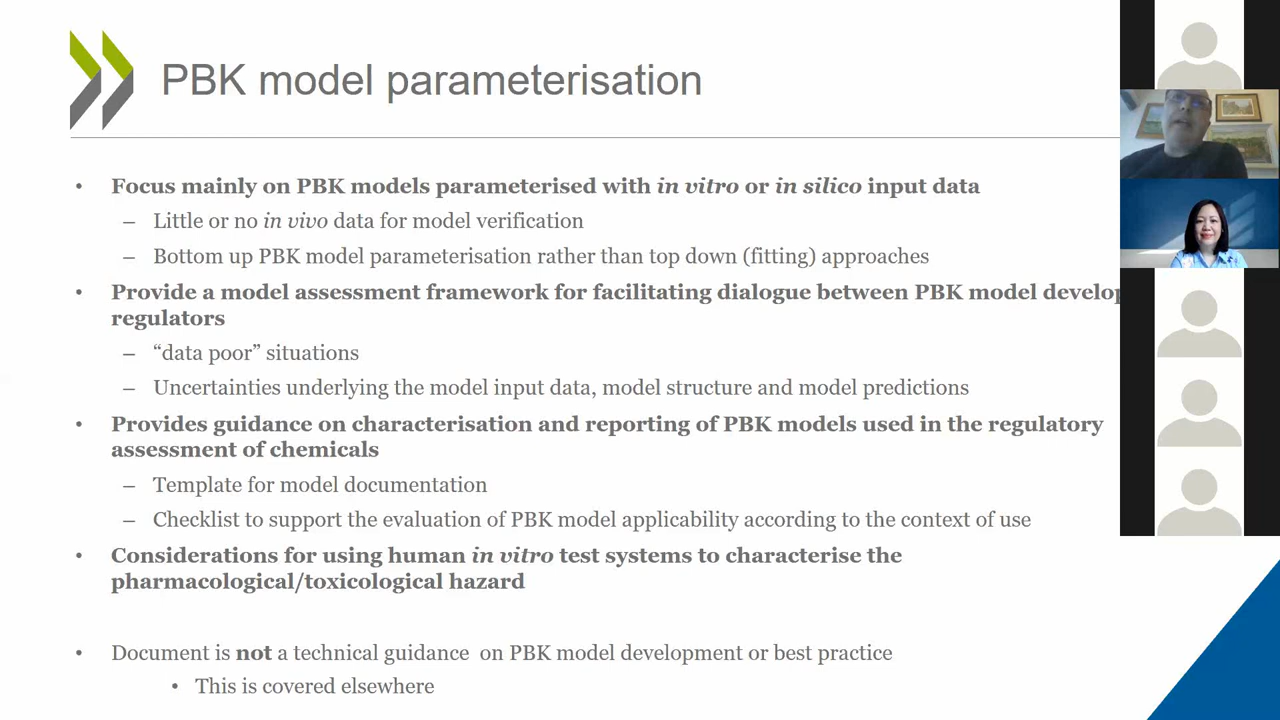 PBK model parameterisation
• Focus mainly on PBK models parameterised with in vitro or in silico input data
– Little or no in vivo data for model verification
– Bottom up PBK model parameterisation rather than top down (fitting) approaches
• Provide a model assessment framework for facilitating dialogue between PBK model
regulators
– “data poor” situations
– Uncertainties underlying the model input data, model structure and model predictions
• Provides guidance on characterisation and reporting of PBK models used in the regulatory
assessment of chemicals
– Template for model documentation
– Checklist to support the evaluation of PBK model applicability according to the context of use
• Considerations for using human in vitro test systems to characterise the
pharmacological/toxicological hazard
• Document is not a technical guidance on PBK model development or best practice
• This is covered elsewhere